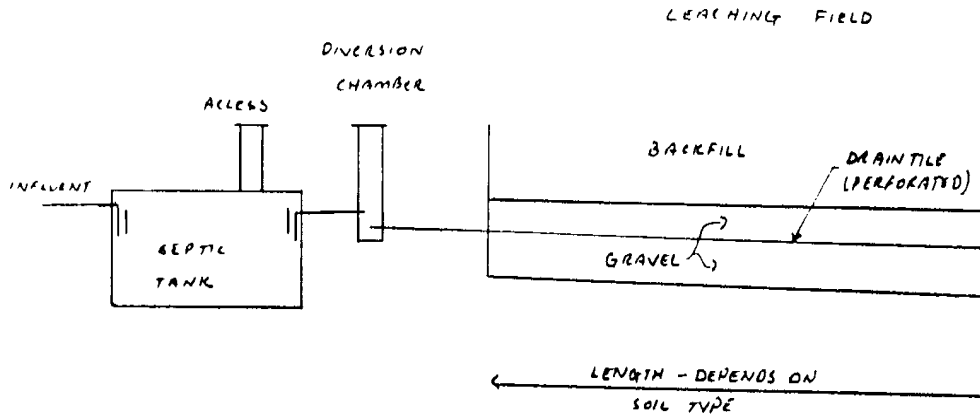 LEACHING FIELD
DIVERSION
CHAMBER
ACCESS
BACKFILL
DRAIN TILE
(PERFORATED)
INFLUENT
SEPTIC
TANK
GRAVEL
LENGTH - DEPENDS ON
SOIL TYPE